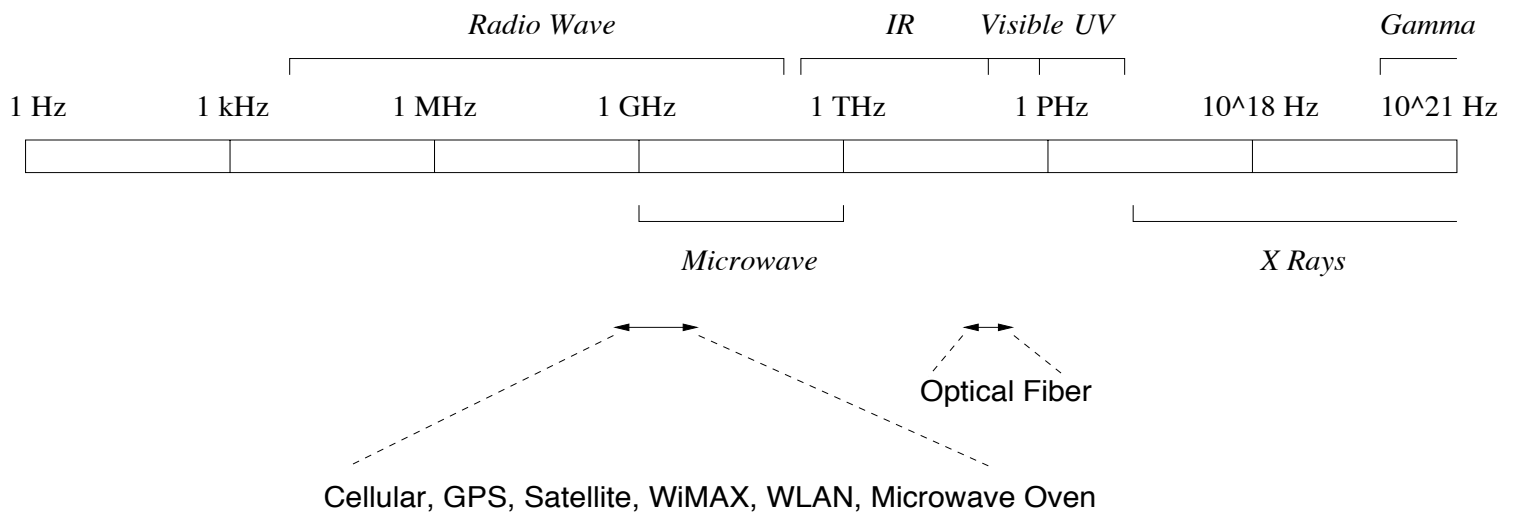 Radio Wave IR Visible UV Gamma
1 Hz 1 kHz 1 MHz 1 GHz 1 THz 1 PHz 10^18 Hz 10^21 Hz
Microwave X Rays
Optical Fiber
Cellular, GPS, Satellite, WiMAX, WLAN, Microwave Oven